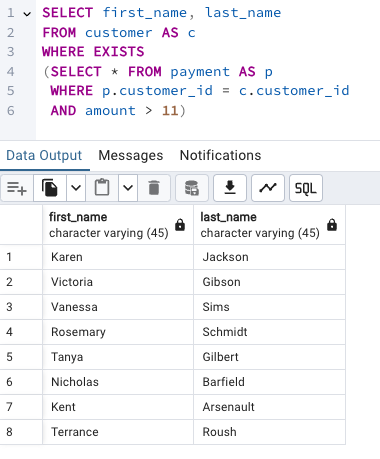 1 SELECT first_name, last_name
2 FROM customer AS c
3 WHERE EXISTS
4 (SELECT * FROM payment AS p
5 WHERE p.customer_id = c.customer_id
6 AND amount > 11)
Data Output Messages Notifications
SQL
first_name last_name
character varying (45) character varying (45)
1 Karen Jackson
2 Victoria Gibson
3 Vanessa Sims
4 Rosemary Schmidt
5 Tanya Gilbert
6 Nicholas Barfield
7 Kent Arsenault
8 Terrance Roush